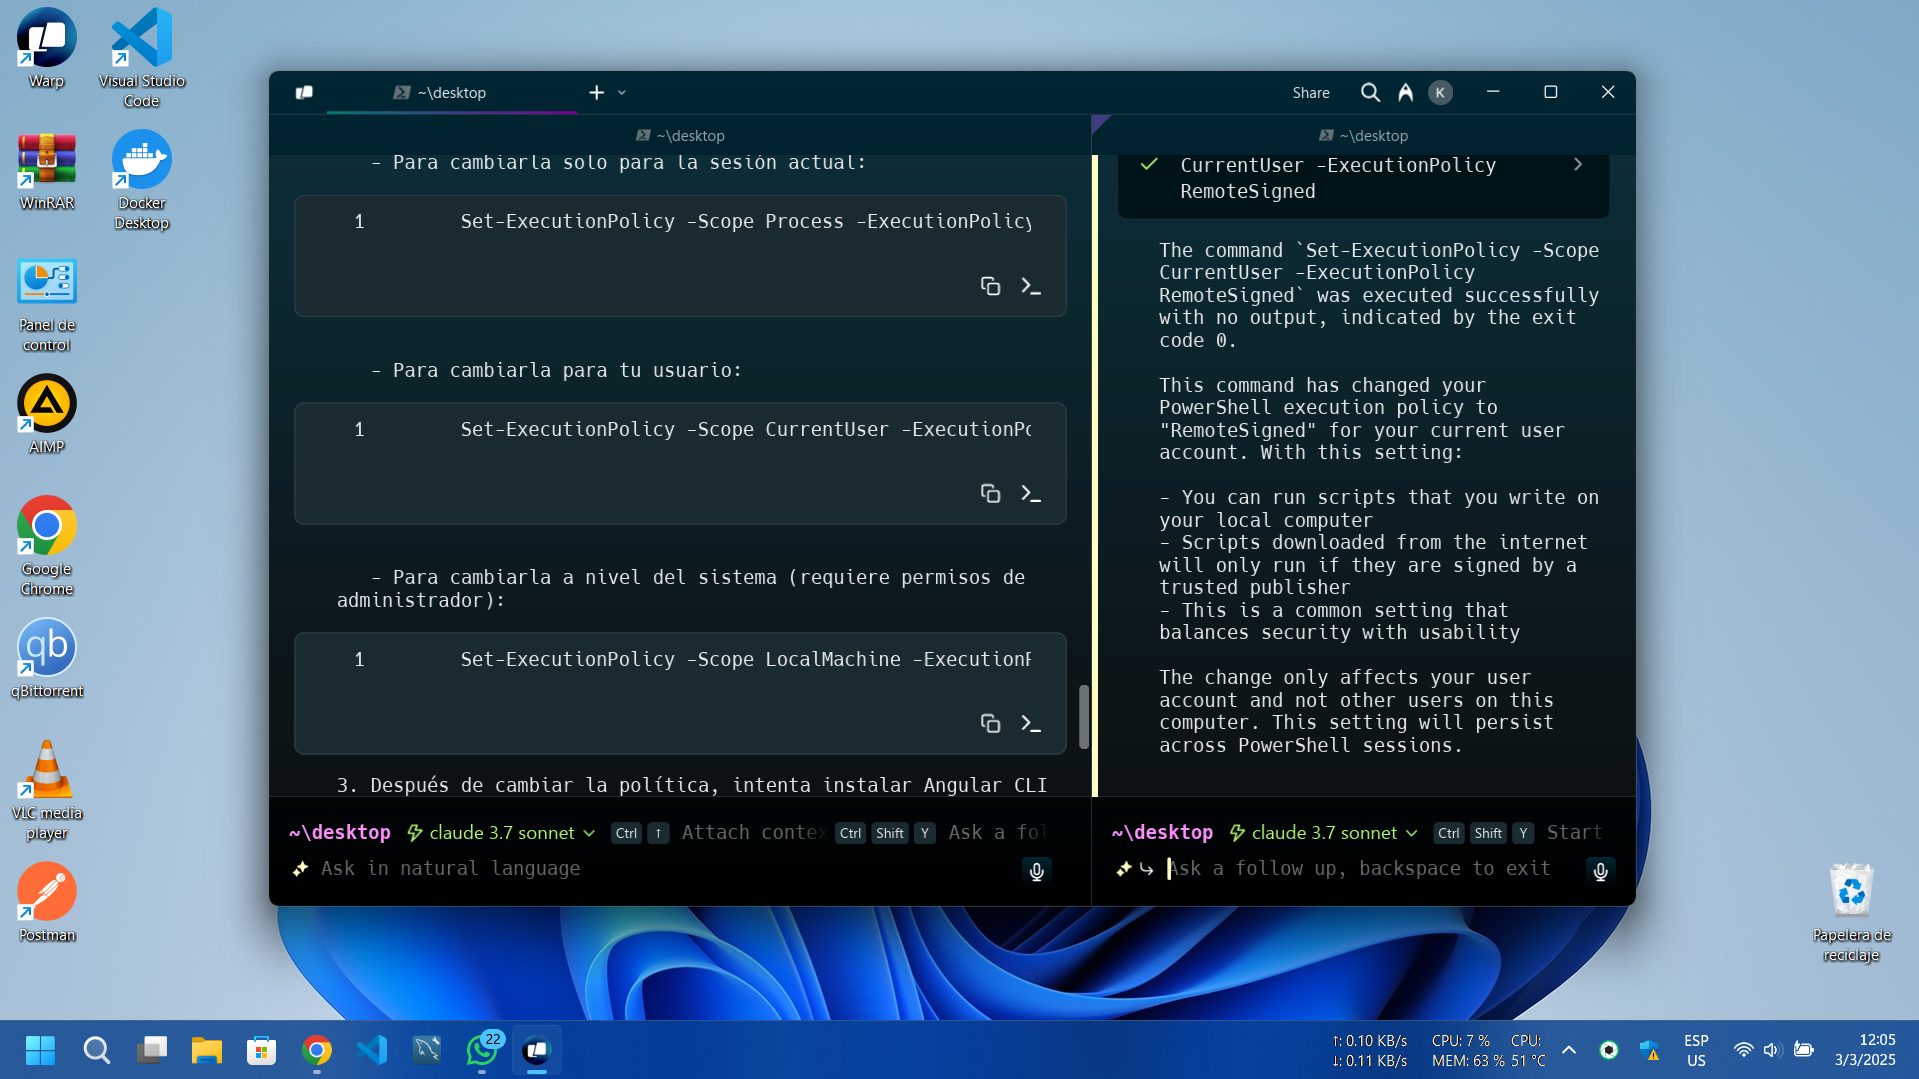 Warp
Visual Studio
Code
WinRAR
Docker
Desktop
Panel de
control
AIMP
Google
Chrome
qb
qBittorrent
VLC media
player
Postman
~\desktop
Share
K
~\desktop
- Para cambiarla solo para la sesión actual:
1 Set-ExecutionPolicy -Scope Process -ExecutionPolicy
- Para cambiarla para tu usuario:
1 Set-ExecutionPolicy -Scope CurrentUser -ExecutionPo
- Para cambiarla a nivel del sistema (requiere permisos de
administrador):
1 Set-ExecutionPolicy -Scope LocalMachine -ExecutionP
3. Después de cambiar la política, intenta instalar Angular CLI
~\desktop claude 3.7 sonnet Ctrl ↑ Attach contex Ctrl Shift Y Ask a fol
Ask in natural language
~\desktop
CurrentUser -ExecutionPolicy
RemoteSigned
The command `Set-ExecutionPolicy -Scope
CurrentUser -ExecutionPolicy
RemoteSigned` was executed successfully
with no output, indicated by the exit
code 0.
This command has changed your
PowerShell execution policy to
"RemoteSigned" for your current user
account. With this setting:
- You can run scripts that you write on
your local computer
- Scripts downloaded from the internet
will only run if they are signed by a
trusted publisher
- This is a common setting that
balances security with usability
The change only affects your user
account and not other users on this
computer. This setting will persist
across PowerShell sessions.
~\desktop claude 3.7 sonnet Ctrl Shift Y Start
Ask a follow up, backspace to exit
Papelera de
reciclaje
22
↑: 0.10 KB/s
↓: 0.11 KB/s
CPU: 7 % CPU:
MEM: 63 % 51 °C
ESP
US
12:05
3/3/2025